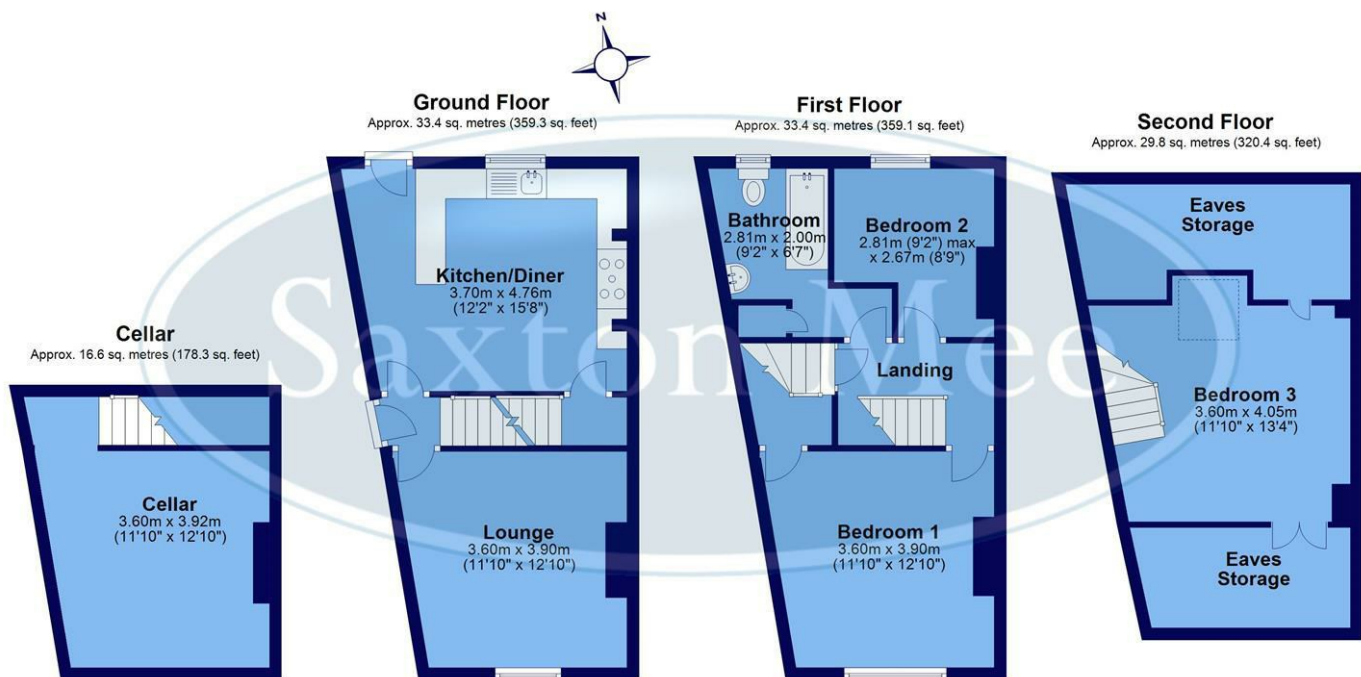 N
Ground Floor
Approx. 33.4 sq. metres (359.3 sq. feet)
Kitchen/Diner
3.70m x 4.76m
(12'2" x 15'8")
Lounge
3.60m x 3.90m
(11'10" x 12'10")
First Floor
Approx. 33.4 sq. metres (359.1 sq. feet)
Bathroom
2.81m x 2.00m
(9'2" x 6'7")
Bedroom 2
2.81m (9'2") max
x 2.67m (8'9")
Landing
Bedroom 1
3.60m x 3.90m
(11'10" x 12'10")
Second Floor
Approx. 29.8 sq. metres (320.4 sq. feet)
Eaves
Storage
Bedroom 3
3.60m x 4.05m
(11'10" x 13'4")
Eaves
Storage
Cellar
Approx. 16.6 sq. metres (178.3 sq. feet)
Cellar
3.60m x 3.92m
(11'10" x 12'10")
Saxton Mee